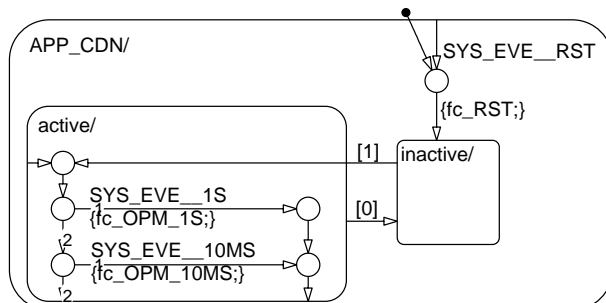 APP_CDN/
SYS_EVE__RST
{fc_RST;}
active/
[1]
inactive/
SYS_EVE__1S
1
{fc_OPM_1S;}
[0]
2
SYS_EVE__10MS
1
{fc_OPM_10MS;}
2